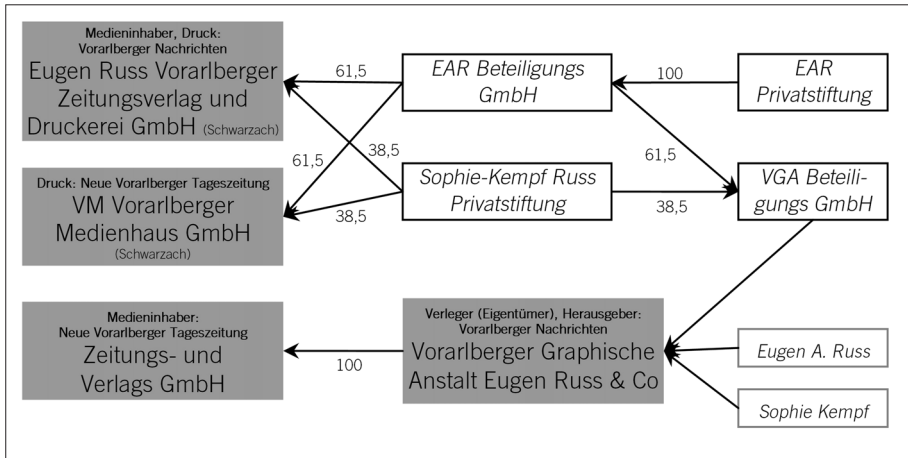 Medieninhaber, Druck:
Vorarlberger Nachrichten
Eugen Russ Vorarlberger
Zeitungsverlag und
Druckerei GmbH (Schwarzach)
61,5
EAR Beteiligungs
GmbH
100
EAR
Privatstiftung
61,5
38,5
61,5
Druck: Neue Vorarlberger Tageszeitung
VM Vorarlberger
Medienhaus GmbH
(Schwarzach)
38,5
Sophie-Kempf Russ
Privatstiftung
38,5
VGA Beteili-
gungs GmbH
Medieninhaber:
Neue Vorarlberger Tageszeitung
Zeitungs- und
Verlags GmbH
100
Verleger (Eigentümer), Herausgeber:
Vorarlberger Nachrichten
Vorarlberger Graphische
Anstalt Eugen Russ & Co
Eugen A. Russ
Sophie Kempf